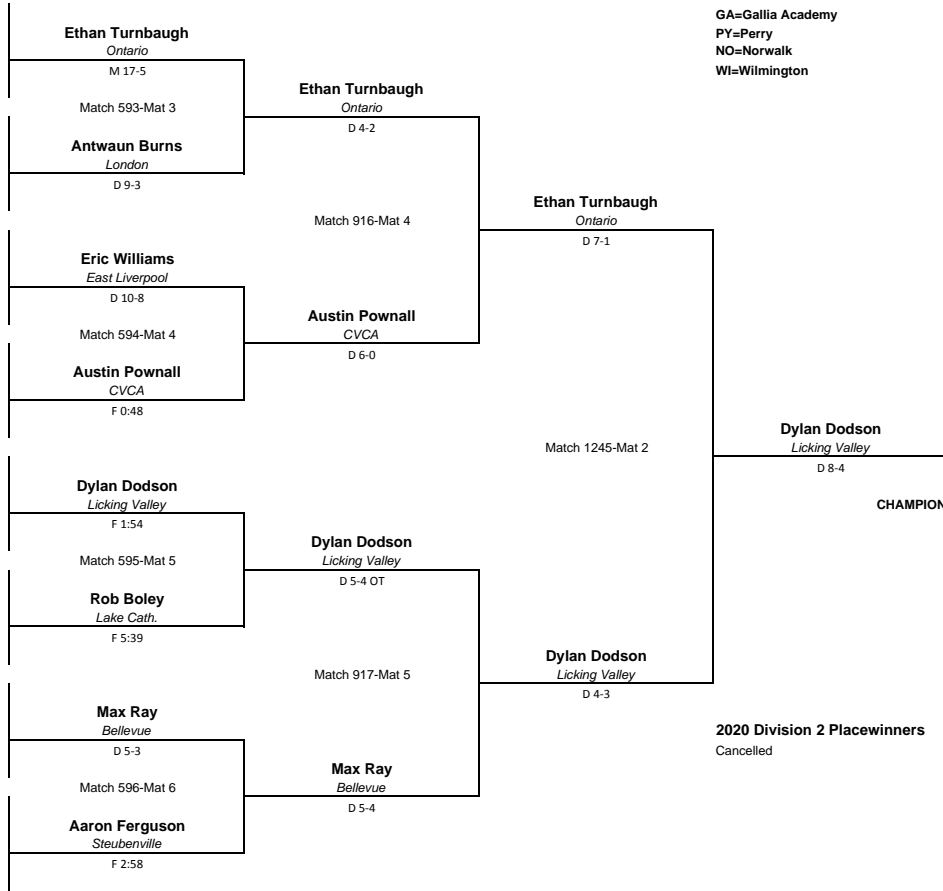 GA=Gallia Academy
PY=Perry
NO=Norwalk
WI=Wilmington
Ethan Turnbaugh
Ontario
M 17-5
Match 593-Mat 3
Antwaun Burns
London
D 9-3
Eric Williams
East Liverpool
D 10-8
Match 594-Mat 4
Austin Pownall
CVCA
F 0:48
Dylan Dodson
Licking Valley
F 1:54
Match 595-Mat 5
Rob Boley
Lake Cath.
F 5:39
Max Ray
Bellevue
D 5-3
Match 596-Mat 6
Aaron Ferguson
Steubenville
F 2:58
Ethan Turnbaugh
Ontario
D 4-2
Match 916-Mat 4
Austin Pownall
CVCA
D 6-0
Dylan Dodson
Licking Valley
D 5-4 OT
Match 917-Mat 5
Max Ray
Bellevue
D 5-4
Ethan Turnbaugh
Ontario
D 7-1
Match 1245-Mat 2
Dylan Dodson
Licking Valley
D 4-3
Dylan Dodson
Licking Valley
D 8-4
CHAMPION
2020 Division 2 Placewinners
Cancelled